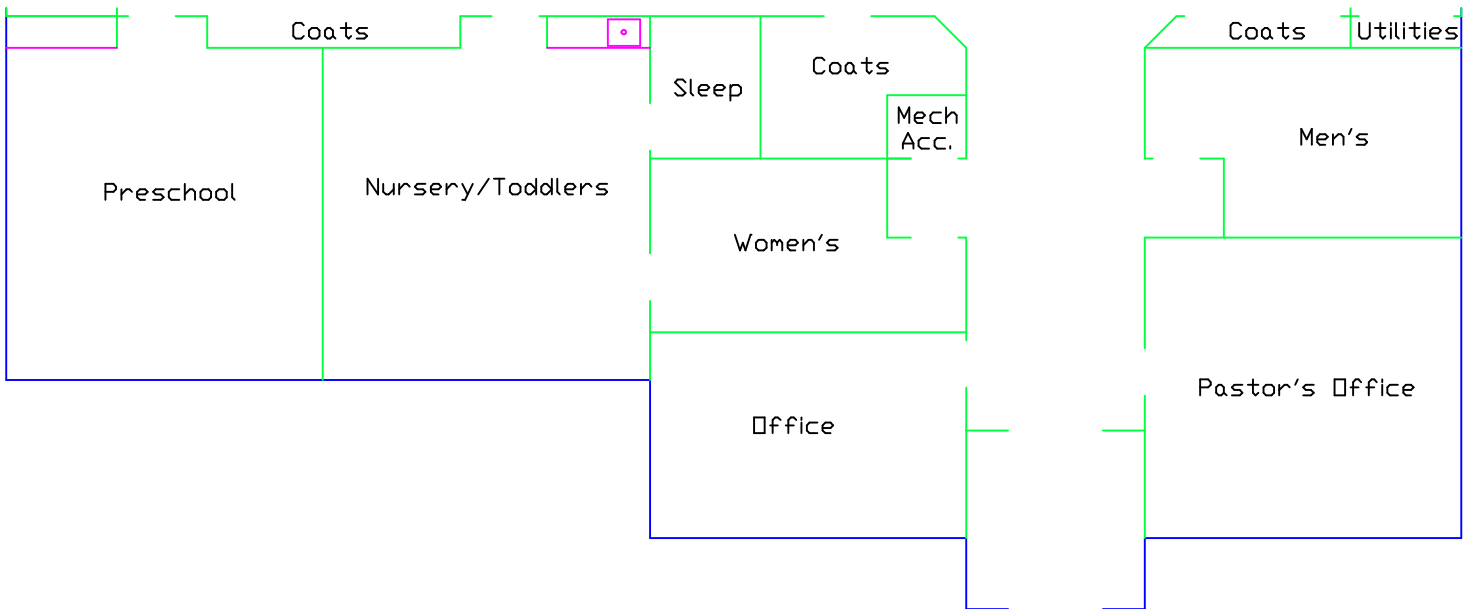 Coats
Coats
Utilities
Coats
Sleep
Mech
Acc.
Men's
Preschool
Nursery/Toddlers
Women's
Pastor's Office
Office